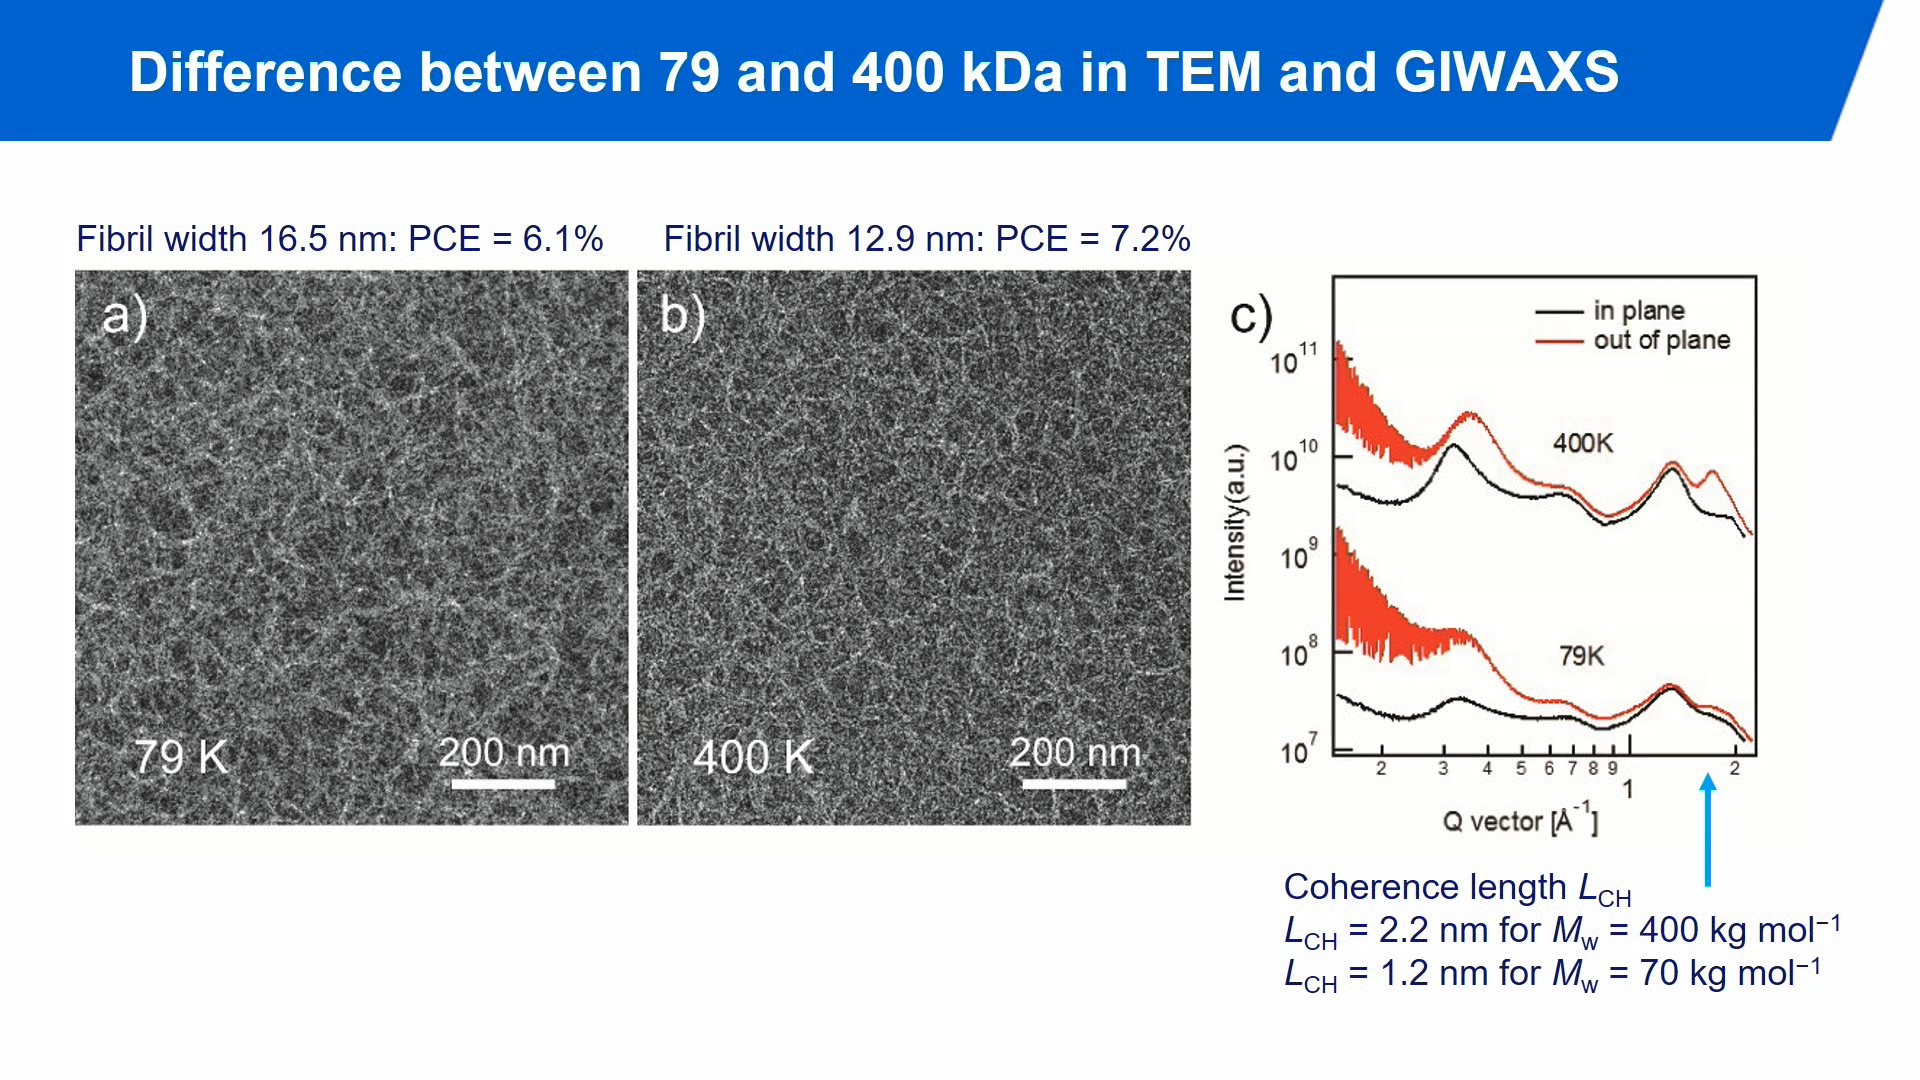 Difference between 79 and 400 kDa in TEM and GIWAXS
Fibril width 16.5 nm: PCE = 6.1%
Fibril width 12.9 nm: PCE = 7.2%
a)
79 K
200 nm
b)
400 K
200 nm
c)
in plane
out of plane
10¹¹
10¹⁰
10⁹
10⁸
10⁷
Intensity(a.u.)
400K
79K
2 3 4 5 6 7 8 9 1 2
Q vector [Å⁻¹]
Coherence length L_CH
L_CH = 2.2 nm for M_w = 400 kg mol⁻¹
L_CH = 1.2 nm for M_w = 70 kg mol⁻¹